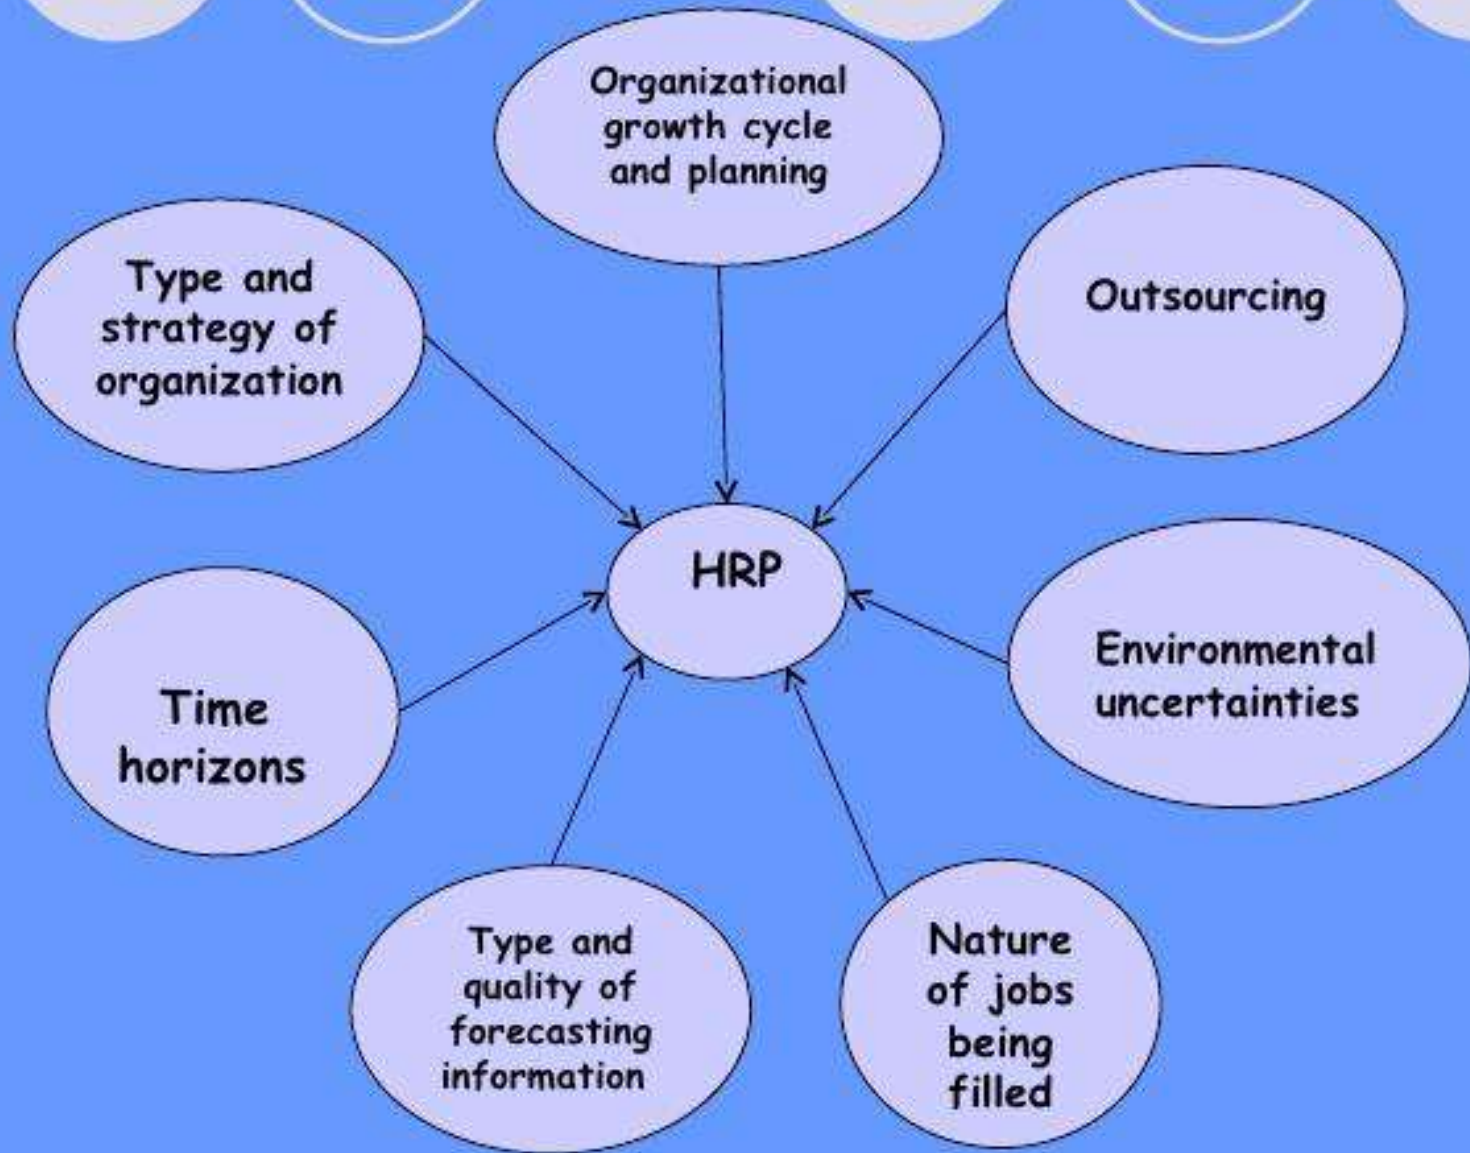 Organizational
growth cycle
and planning
Type and
strategy of
organization
Outsourcing
HRP
Environmental
uncertainties
Time
horizons
Type and
quality of
forecasting
information
Nature
of jobs
being
filled